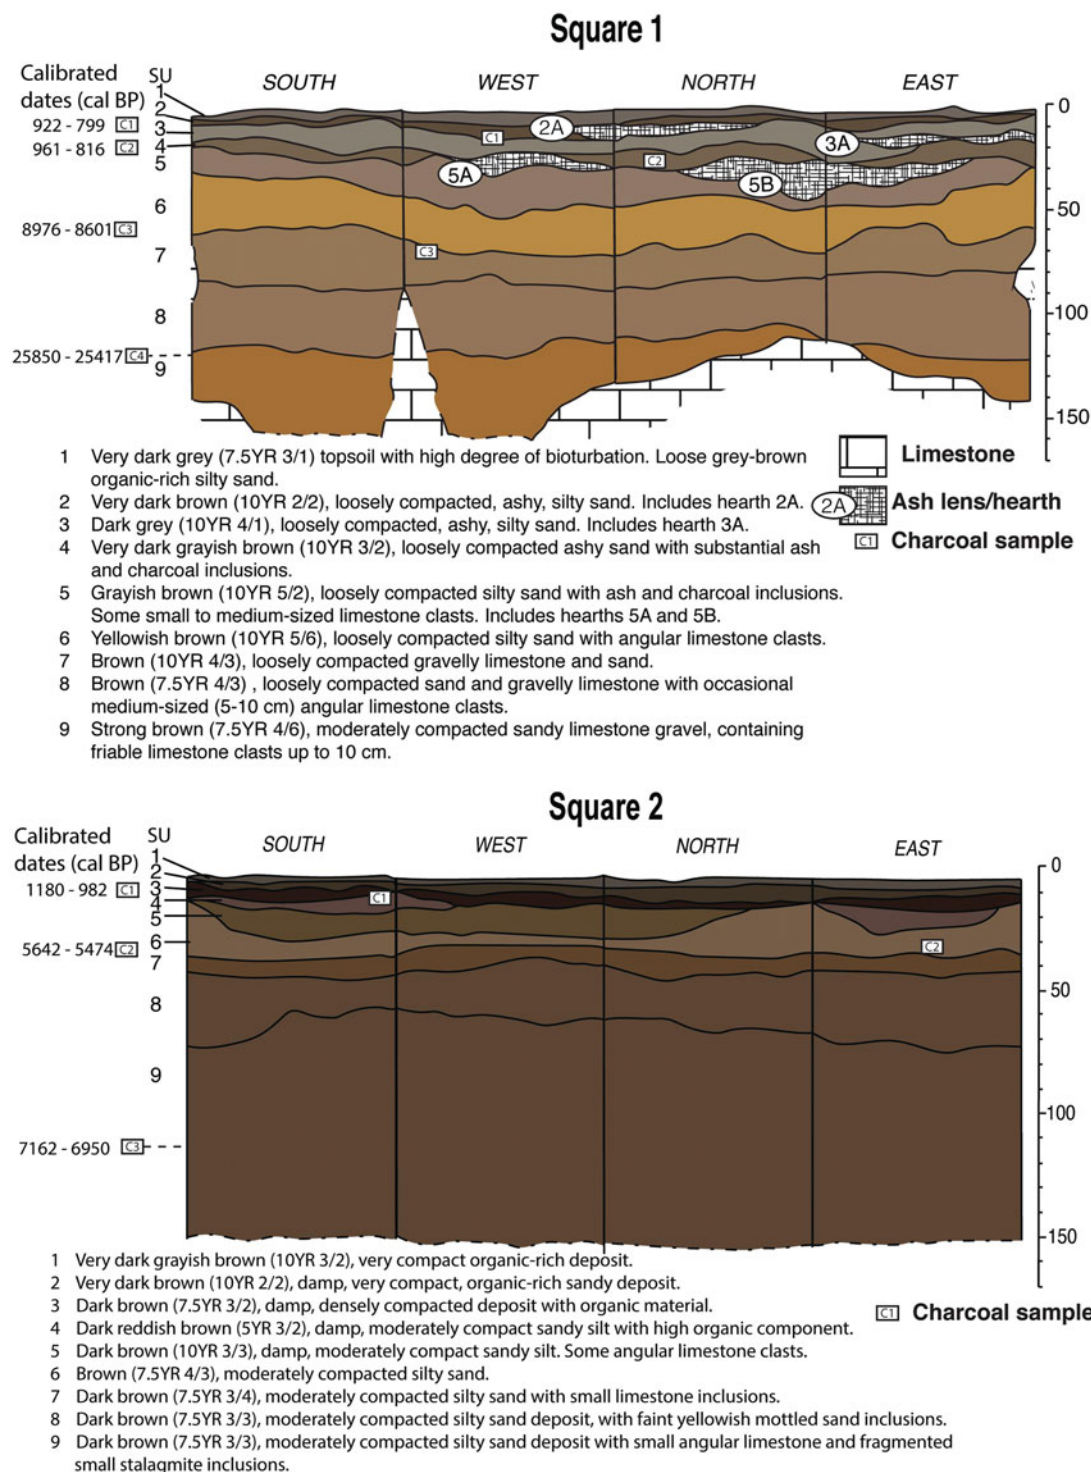 Square 1
Calibrated dates (cal BP)
SU
SOUTH WEST NORTH EAST
1
2
922 - 799 C1
3
961 - 816 C2
4
5
6
8976 - 8601 C3
7
8
25850 - 25417 C4
9
C1
2A
C2
3A
5A
5B
C3
0
50
100
150
1 Very dark grey (7.5YR 3/1) topsoil with high degree of bioturbation. Loose grey-brown
organic-rich silty sand.
2 Very dark brown (10YR 2/2), loosely compacted, ashy, silty sand. Includes hearth 2A.
3 Dark grey (10YR 4/1), loosely compacted, ashy, silty sand. Includes hearth 3A.
4 Very dark grayish brown (10YR 3/2), loosely compacted ashy sand with substantial ash
and charcoal inclusions.
5 Grayish brown (10YR 5/2), loosely compacted silty sand with ash and charcoal inclusions.
Some small to medium-sized limestone clasts. Includes hearths 5A and 5B.
6 Yellowish brown (10YR 5/6), loosely compacted silty sand with angular limestone clasts.
7 Brown (10YR 4/3), loosely compacted gravelly limestone and sand.
8 Brown (7.5YR 4/3) , loosely compacted sand and gravelly limestone with occasional
medium-sized (5-10 cm) angular limestone clasts.
9 Strong brown (7.5YR 4/6), moderately compacted sandy limestone gravel, containing
friable limestone clasts up to 10 cm.
Limestone
2A Ash lens/hearth
C1 Charcoal sample
Square 2
Calibrated dates (cal BP)
SU
SOUTH WEST NORTH EAST
1
2
1180 - 982 C1
3
4
5
6
5642 - 5474 C2
7
8
9
7162 - 6950 C3
C1
C2
0
50
100
150
1 Very dark grayish brown (10YR 3/2), very compact organic-rich deposit.
2 Very dark brown (10YR 2/2), damp, very compact, organic-rich sandy deposit.
3 Dark brown (7.5YR 3/2), damp, densely compacted deposit with organic material.
4 Dark reddish brown (5YR 3/2), damp, moderately compact sandy silt with high organic component.
5 Dark brown (10YR 3/3), damp, moderately compact sandy silt. Some angular limestone clasts.
6 Brown (7.5YR 4/3), moderately compacted silty sand.
7 Dark brown (7.5YR 3/4), moderately compacted silty sand with small limestone inclusions.
8 Dark brown (7.5YR 3/3), moderately compacted silty sand deposit, with faint yellowish mottled sand inclusions.
9 Dark brown (7.5YR 3/3), moderately compacted silty sand deposit with small angular limestone and fragmented
small stalagmite inclusions.
C1 Charcoal sample